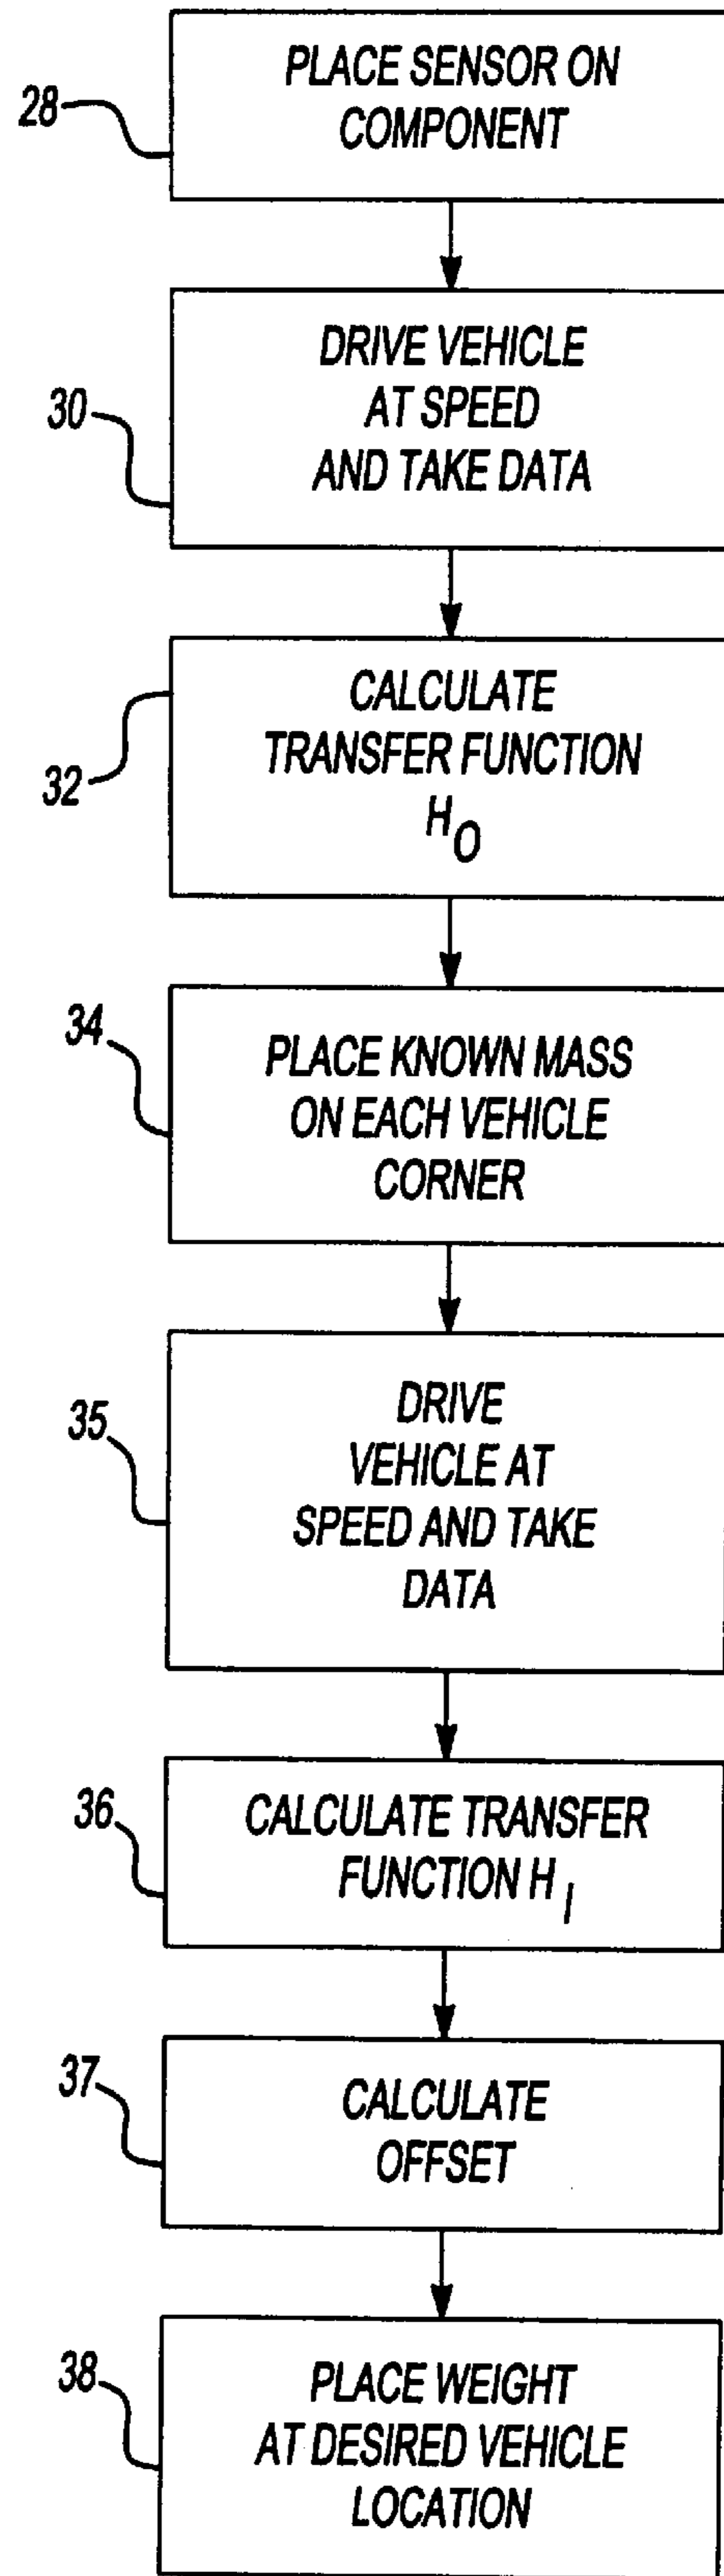 28
PLACE SENSOR ON
COMPONENT
30
DRIVE VEHICLE
AT SPEED
AND TAKE DATA
32
CALCULATE
TRANSFER FUNCTION
H_O
34
PLACE KNOWN MASS
ON EACH VEHICLE
CORNER
35
DRIVE
VEHICLE AT
SPEED AND TAKE
DATA
36
CALCULATE TRANSFER
FUNCTION H_I
37
CALCULATE
OFFSET
38
PLACE WEIGHT
AT DESIRED VEHICLE
LOCATION